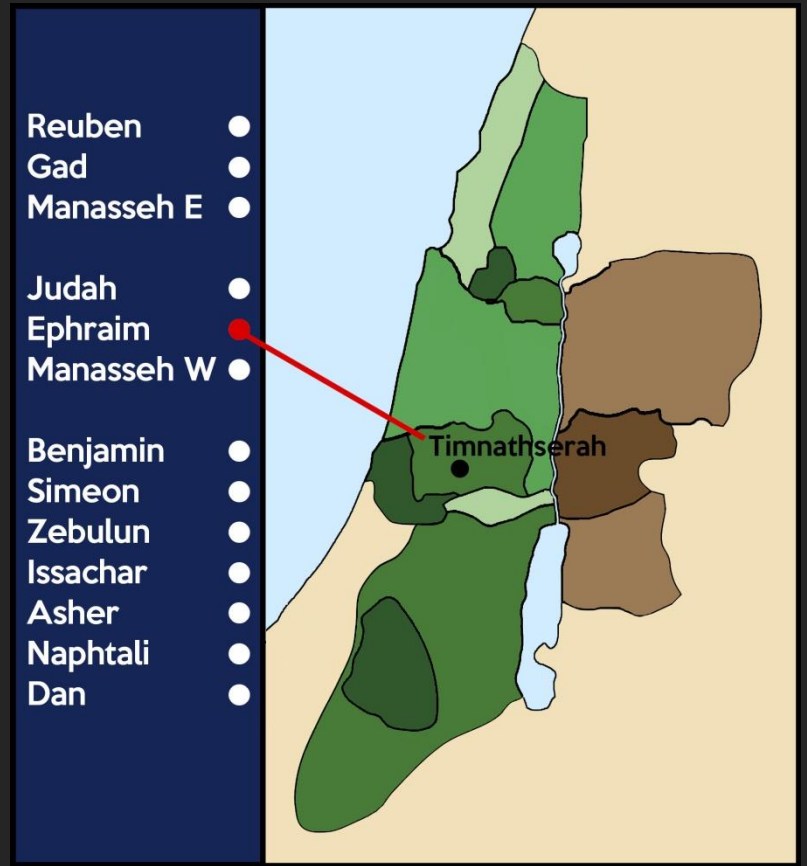 Reuben
Gad
Manasseh E
Judah
Ephraim
Manasseh W
Benjamin
Simeon
Zebulun
Issachar
Asher
Naphtali
Dan
Timnathserah